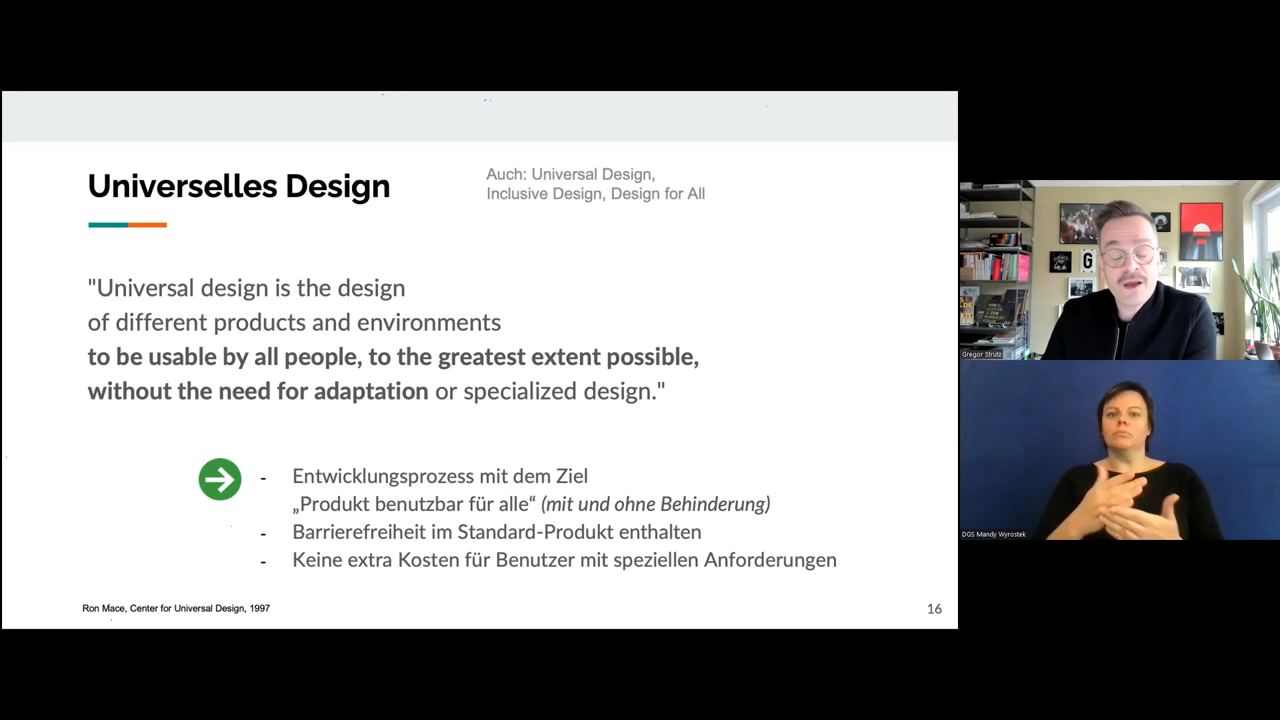 Universelles Design
Auch: Universal Design,
Inclusive Design, Design for All
"Universal design is the design
of different products and environments
to be usable by all people, to the greatest extent possible,
without the need for adaptation or specialized design."
- Entwicklungsprozess mit dem Ziel
„Produkt benutzbar für alle“ (mit und ohne Behinderung)
- Barrierefreiheit im Standard-Produkt enthalten
- Keine extra Kosten für Benutzer mit speziellen Anforderungen
Ron Mace, Center for Universal Design, 1997
16
G
Gregor Strutz
DGS Mandy Wyrostek